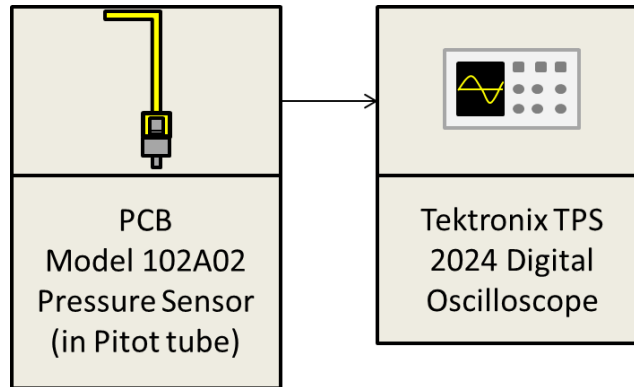 PCB
Model 102A02
Pressure Sensor
(in Pitot tube)
Tektronix TPS
2024 Digital
Oscilloscope